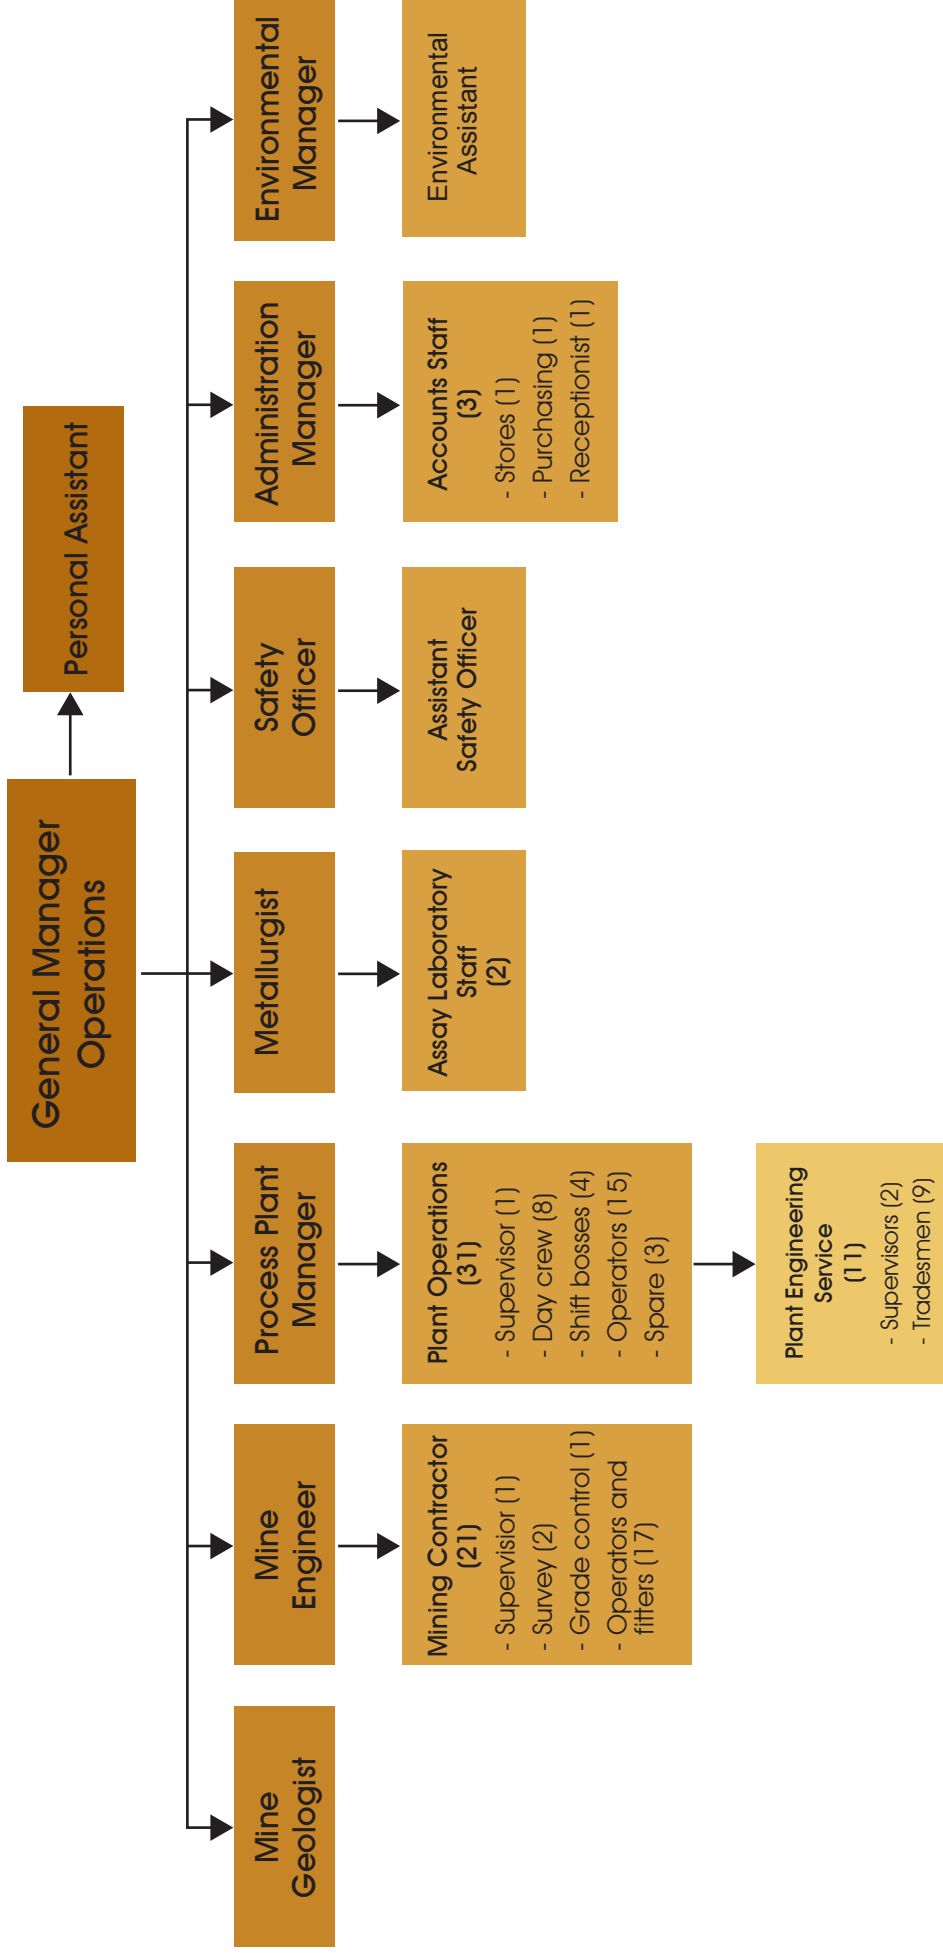 General Manager
Operations
Personal Assistant
Mine
Geologist
Mine
Engineer
Process Plant
Manager
Metallurgist
Safety
Officer
Administration
Manager
Environmental
Manager
Mining Contractor
(21)
- Supervisior (1)
- Survey (2)
- Grade control (1)
- Operators and
fitters (17)
Plant Operations
(31)
- Supervisor (1)
- Day crew (8)
- Shift bosses (4)
- Operators (15)
- Spare (3)
Assay Laboratory
Staff
(2)
Assistant
Safety Officer
Accounts Staff
(3)
- Stores (1)
- Purchasing (1)
- Receptionist (1)
Environmental
Assistant
Plant Engineering
Service
(11)
- Supervisors (2)
- Tradesmen (9)